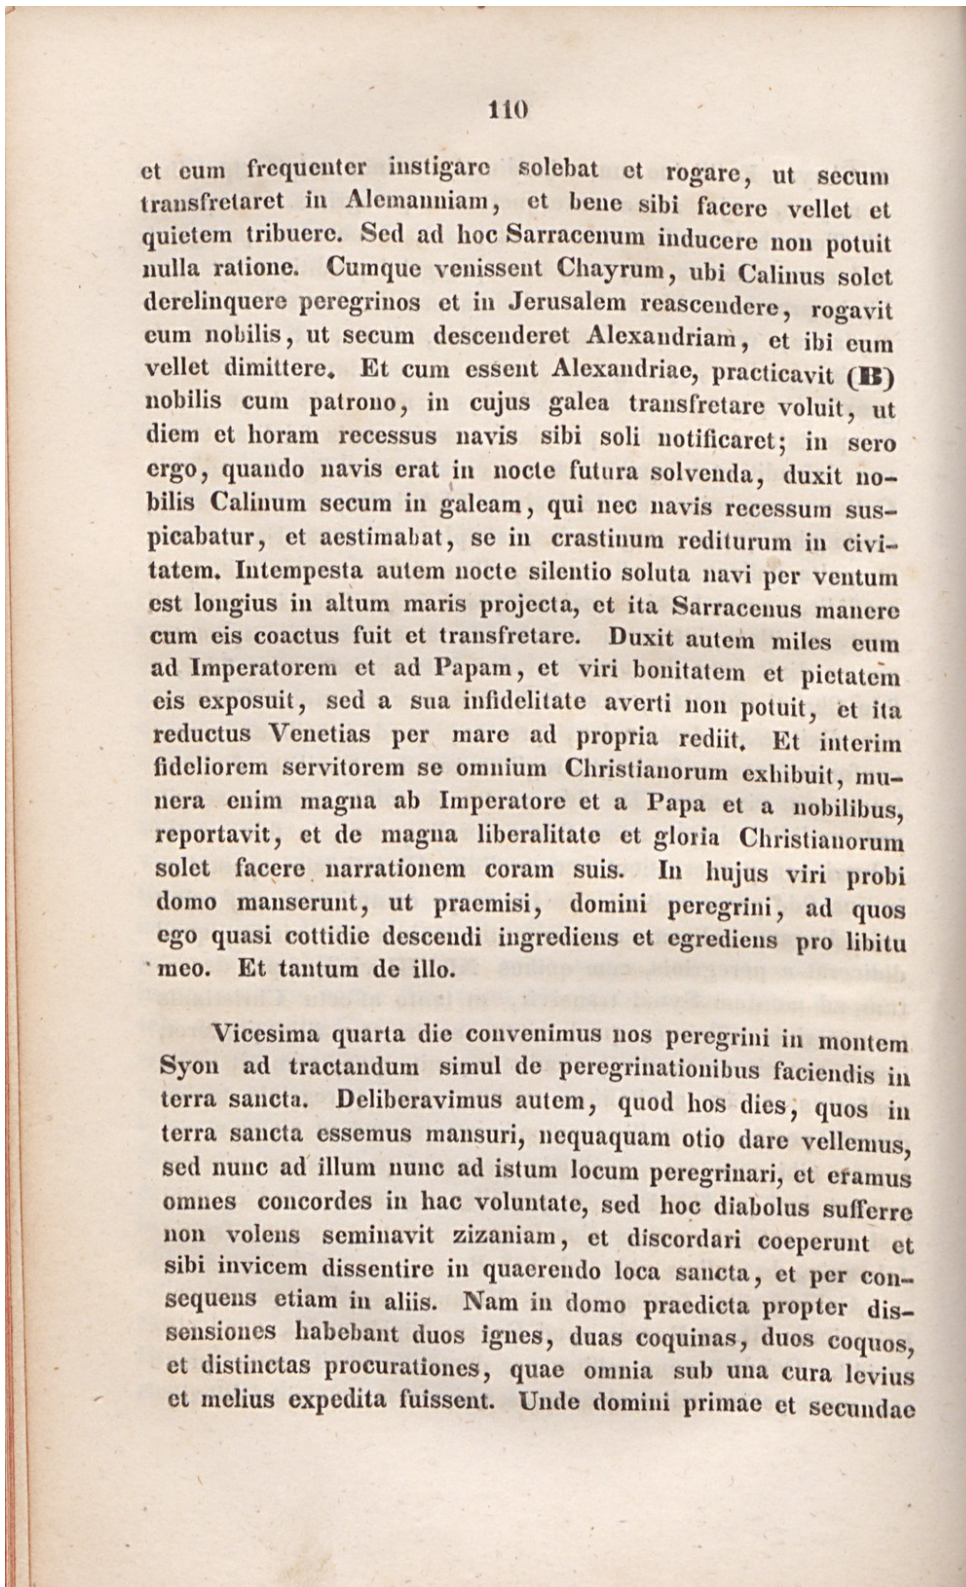 110
et eum frequenter instigare solebat et rogare, ut secum
transfretaret in Alemanniam, et bene sibi facere vellet et
quietem tribuere. Sed ad hoc Sarracenum inducere non potuit
nulla ratione. Cumque venissent Chayrum, ubi Calinus solet
derelinquere peregrinos et in Jerusalem reascendere, rogavit
eum nobilis, ut secum descenderet Alexandriam, et ibi eum
vellet dimittere. Et cum essent Alexandriae, practicavit (B)
nobilis cum patrono, in cujus galea transfretare voluit, ut
diem et horam recessus navis sibi soli notificaret; in sero
ergo, quando navis erat in nocte futura solvenda, duxit no-
bilis Calinum secum in galeam, qui nec navis recessum sus-
picabatur, et aestimabat, se in crastinum rediturum in civi-
tatem. Intempesta autem nocte silentio soluta navi per ventum
est longius in altum maris projecta, et ita Sarracenus manere
cum eis coactus fuit et transfretare. Duxit autem miles eum
ad Imperatorem et ad Papam, et viri bonitatem et pietatem
eis exposuit, sed a sua infidelitate averti non potuit, et ita
reductus Venetias per mare ad propria rediit. Et interim
fideliorem servitorem se omnium Christianorum exhibuit, mu-
nera enim magna ab Imperatore et a Papa et a nobilibus,
reportavit, et de magna liberalitate et gloria Christianorum
solet facere narrationem coram suis. In hujus viri probi
domo manserunt, ut praemisi, domini peregrini, ad quos
ego quasi cottidie descendi ingrediens et egrediens pro libitu
meo. Et tantum de illo.
Vicesima quarta die convenimus nos peregrini in montem
Syon ad tractandum simul de peregrinationibus faciendis in
terra sancta. Deliberavimus autem, quod hos dies, quos in
terra sancta essemus mansuri, nequaquam otio dare vellemus,
sed nunc ad illum nunc ad istum locum peregrinari, et eramus
omnes concordes in hac voluntate, sed hoc diabolus sufferre
non volens seminavit zizaniam, et discordari coeperunt et
sibi invicem dissentire in quaerendo loca sancta, et per con-
sequens etiam in aliis. Nam in domo praedicta propter dis-
sensiones habebant duos ignes, duas coquinas, duos coquos,
et distinctas procurationes, quae omnia sub una cura levius
et melius expedita fuissent. Unde domini primae et secundae